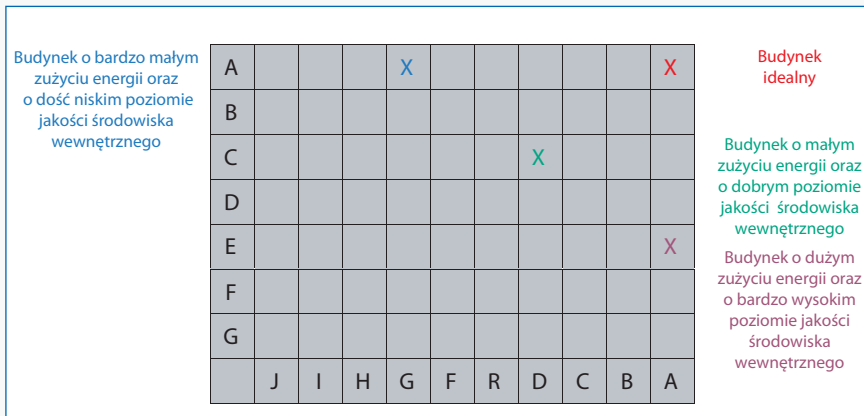 Budynek o bardzo małym
zużyciu energii oraz
o dość niskim poziomie
jakości środowiska
wewnętrznego
A X X
B
C X
D
E X
F
G
J I H G F R D C B A
Budynek
idealny
Budynek o małym
zużyciu energii oraz
o dobrym poziomie
jakości środowiska
wewnętrznego
Budynek o dużym
zużyciu energii oraz
o bardzo wysokim
poziomie jakości
środowiska
wewnętrznego